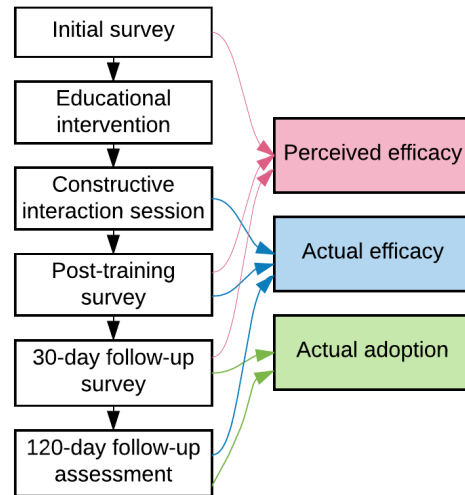 Initial survey
Educational
intervention
Constructive
interaction session
Post-training
survey
30-day follow-up
survey
120-day follow-up
assessment
Perceived efficacy
Actual efficacy
Actual adoption